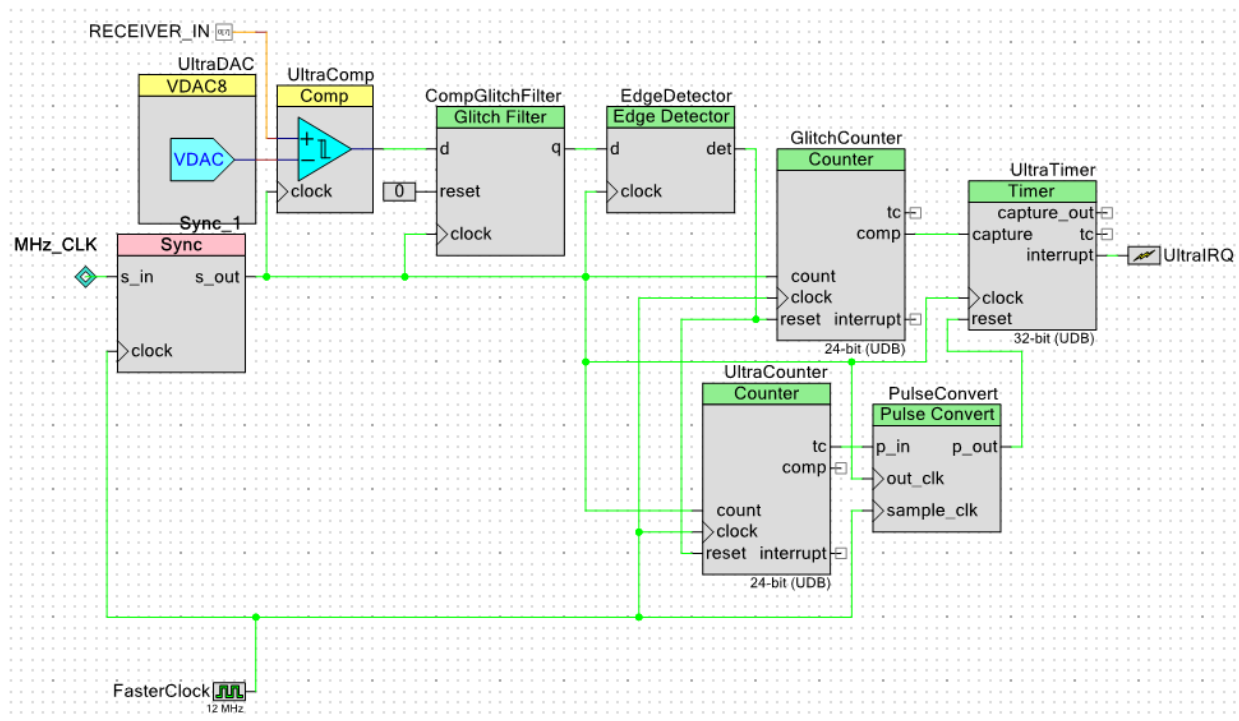 RECEIVER_IN
0[7]
UltraDAC
VDAC8
VDAC
UltraComp
Comp
+
−
clock
CompGlitchFilter
Glitch Filter
d
q
0
reset
clock
EdgeDetector
Edge Detector
d
det
clock
GlitchCounter
Counter
tc
comp
count
clock
reset
interrupt
24-bit (UDB)
UltraTimer
Timer
capture_out
tc
capture
interrupt
clock
reset
32-bit (UDB)
UltraIRQ
MHz_CLK
Sync_1
Sync
s_in
s_out
clock
UltraCounter
Counter
tc
comp
count
clock
reset
interrupt
24-bit (UDB)
PulseConvert
Pulse Convert
p_in
p_out
out_clk
sample_clk
FasterClock
12 MHz